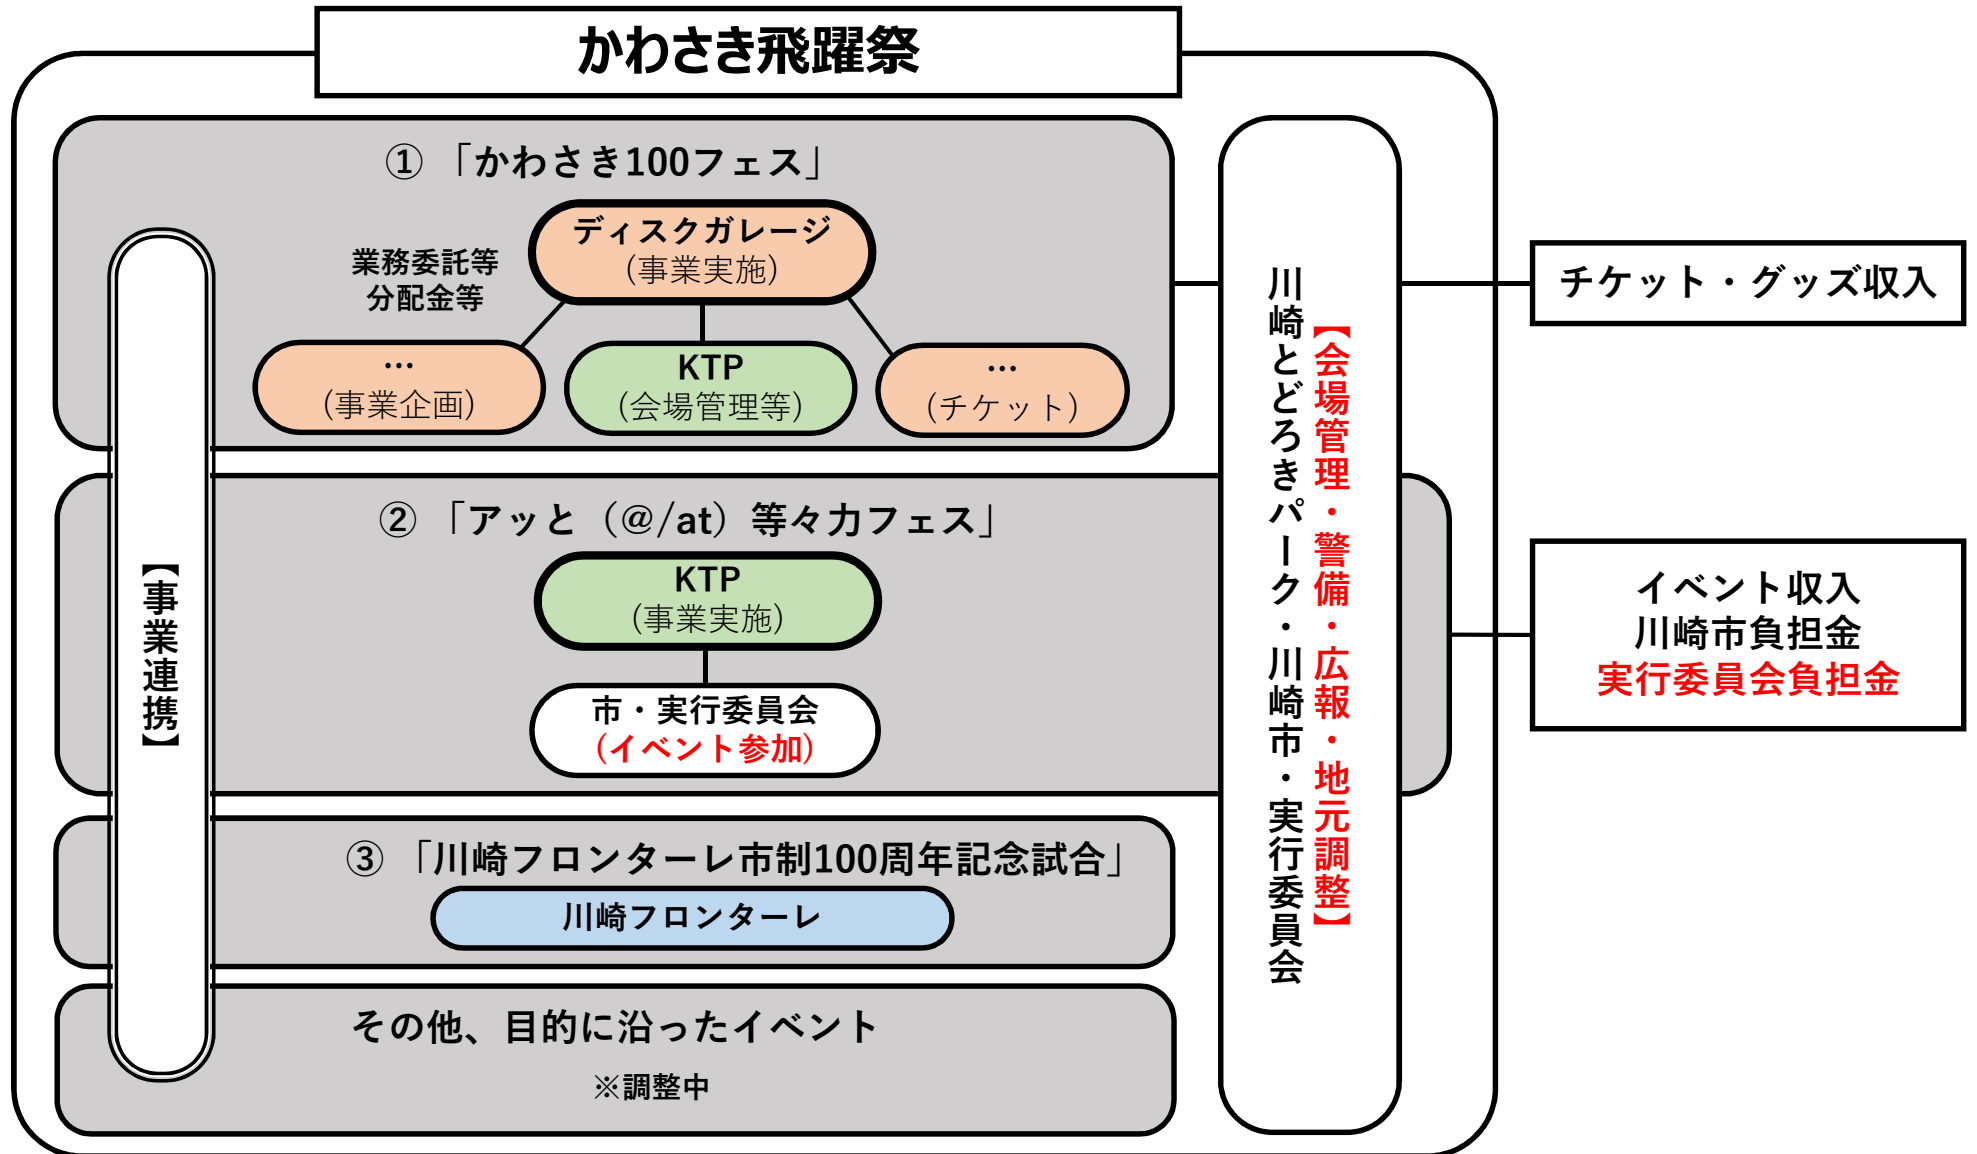 かわさき飛躍祭
① 「かわさき100フェス」
ディスクガレージ
(事業実施)
業務委託等
分配金等
…
(事業企画)
KTP
(会場管理等)
…
(チケット)
② 「アッと（@/at）等々力フェス」
KTP
(事業実施)
市・実行委員会
(イベント参加)
③ 「川崎フロンターレ市制100周年記念試合」
川崎フロンターレ
その他、目的に沿ったイベント
※調整中
【事業連携】
【会場管理・警備・広報・地元調整】
川崎とどろきパーク・川崎市・実行委員会
チケット・グッズ収入
イベント収入
川崎市負担金
実行委員会負担金